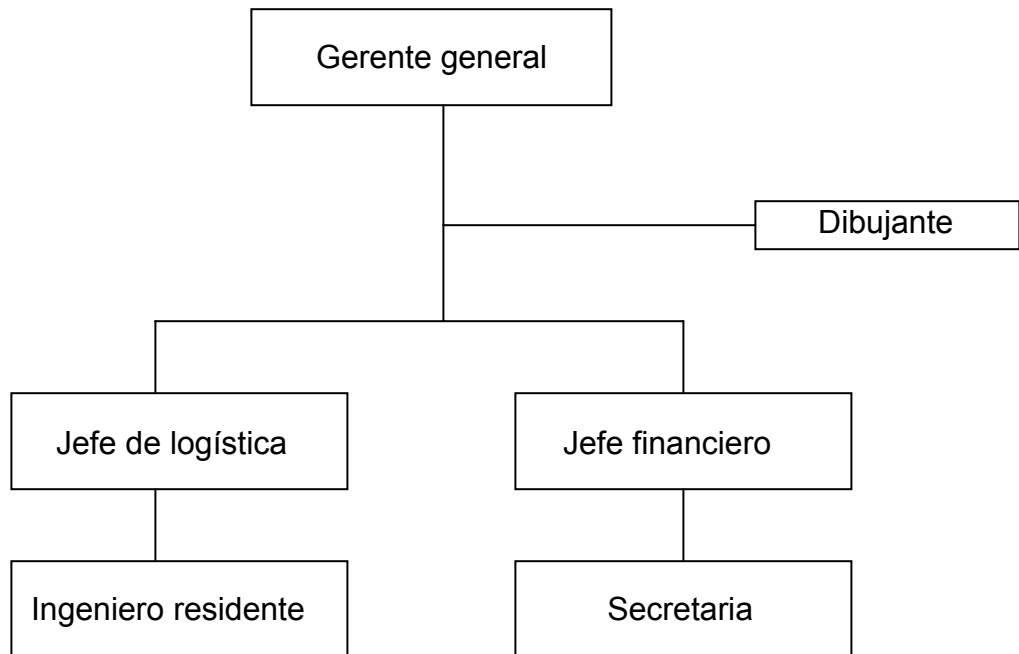 Gerente general
Dibujante
Jefe de logística
Jefe financiero
Ingeniero residente
Secretaria